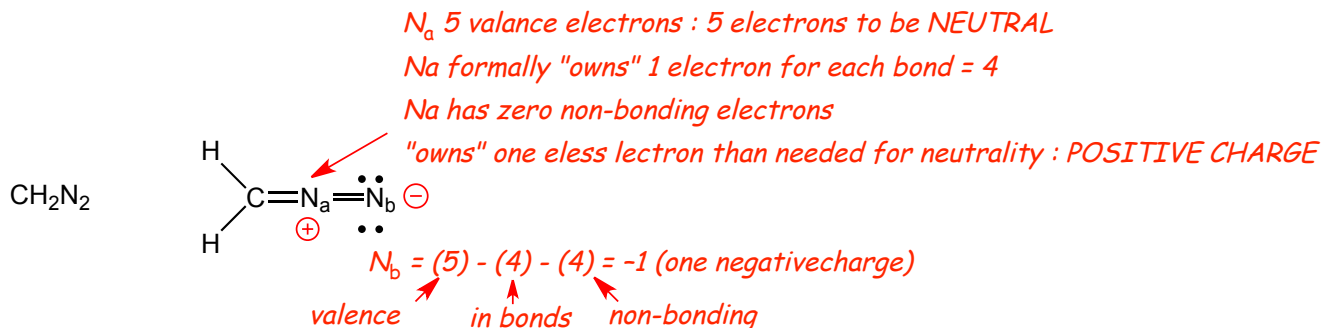 Nₐ 5 valance electrons : 5 electrons to be NEUTRAL
Na formally "owns" 1 electron for each bond = 4
Na has zero non-bonding electrons
"owns" one eless lectron than needed for neutrality : POSITIVE CHARGE
H
CH₂N₂
C=Nₐ=N_b −
H
+
N_b = (5) - (4) - (4) = –1 (one negativecharge)
valence in bonds non-bonding